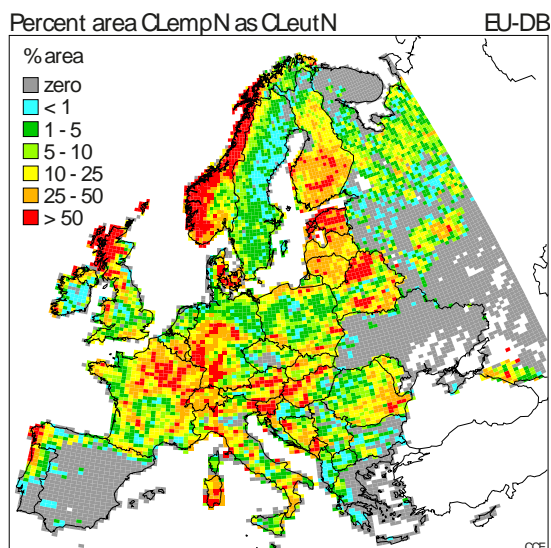 Percent area CLempN as CLeutN EU-DB
% area
zero
< 1
1 - 5
5 - 10
10 - 25
25 - 50
> 50
CCE